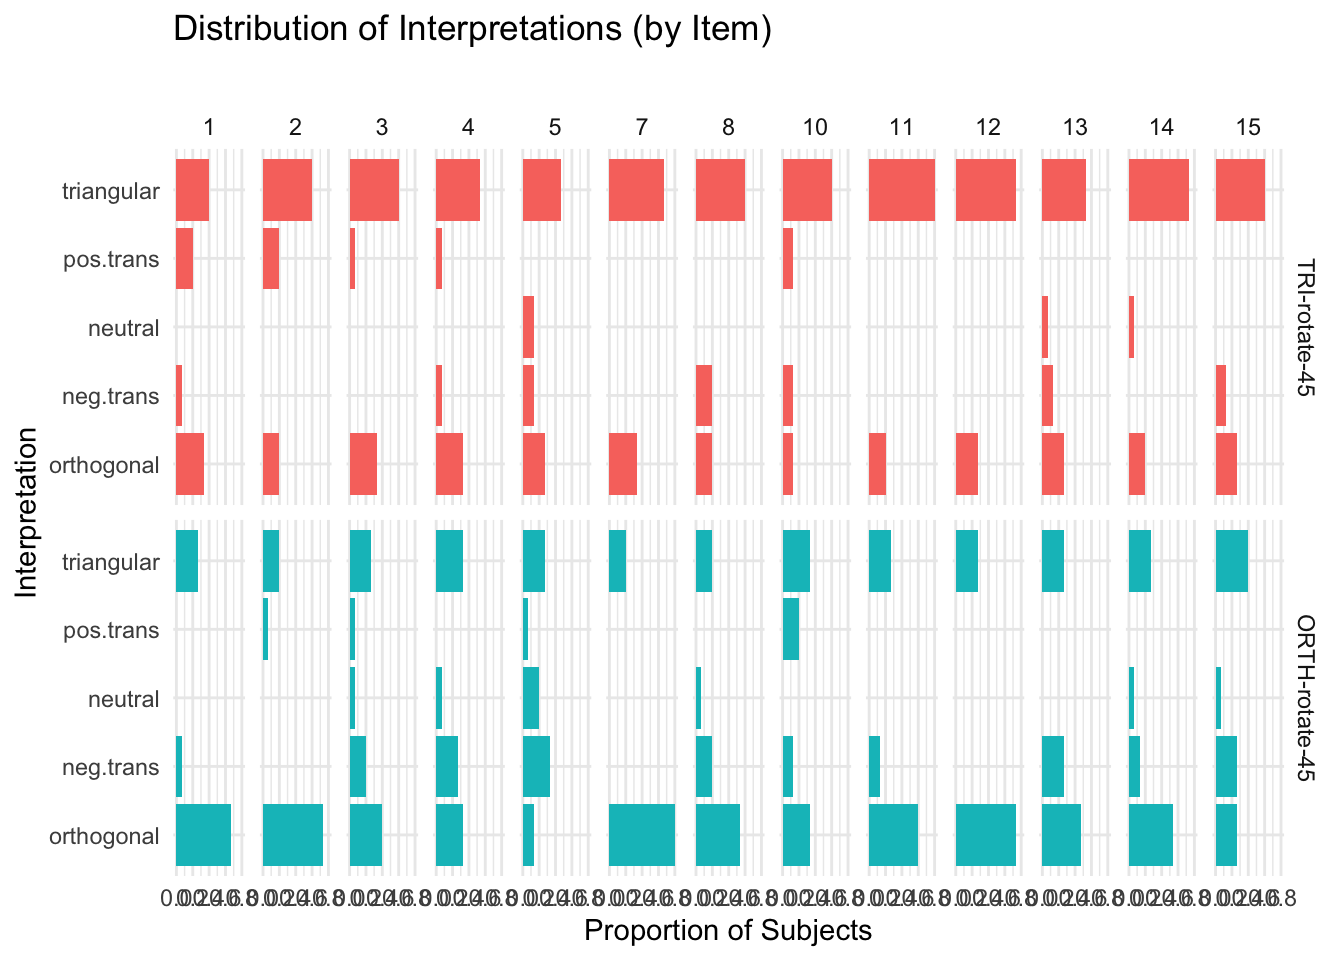 Distribution of Interpretations (by Item)
1 2 3 4 5 7 8 10 11 12 13 14 15
triangular
pos.trans
neutral
neg.trans
orthogonal
TRI-rotate-45
triangular
pos.trans
neutral
neg.trans
orthogonal
ORTH-rotate-45
Interpretation
Proportion of Subjects